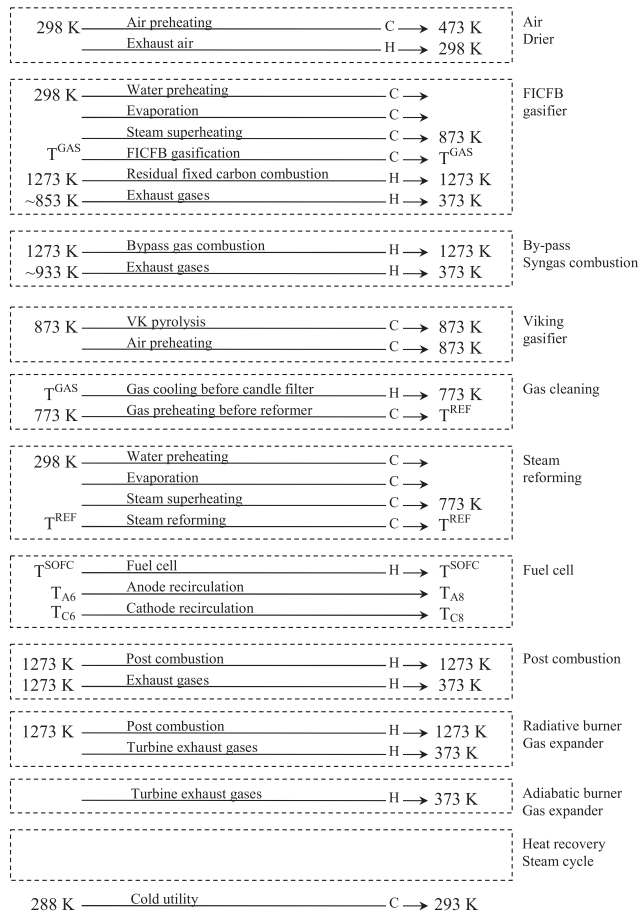 298 K Air preheating C 473 K Air
Exhaust air H 298 K Drier
298 K Water preheating C FICFB
Evaporation C gasifier
Steam superheating C 873 K
T^GAS FICFB gasification C T^GAS
1273 K Residual fixed carbon combustion H 1273 K
~853 K Exhaust gases H 373 K
1273 K Bypass gas combustion H 1273 K By-pass
~933 K Exhaust gases H 373 K Syngas combustion
873 K VK pyrolysis C 873 K Viking
Air preheating C 873 K gasifier
T^GAS Gas cooling before candle filter H 773 K Gas cleaning
773 K Gas preheating before reformer C T^REF
298 K Water preheating C Steam
Evaporation C reforming
Steam superheating C 773 K
T^REF Steam reforming C T^REF
T^SOFC Fuel cell H T^SOFC Fuel cell
T_A6 Anode recirculation T_A8
T_C6 Cathode recirculation T_C8
1273 K Post combustion H 1273 K Post combustion
1273 K Exhaust gases H 373 K
1273 K Post combustion H 1273 K Radiative burner
Turbine exhaust gases H 373 K Gas expander
Turbine exhaust gases H 373 K Adiabatic burner
Gas expander
Heat recovery
Steam cycle
288 K Cold utility C 293 K